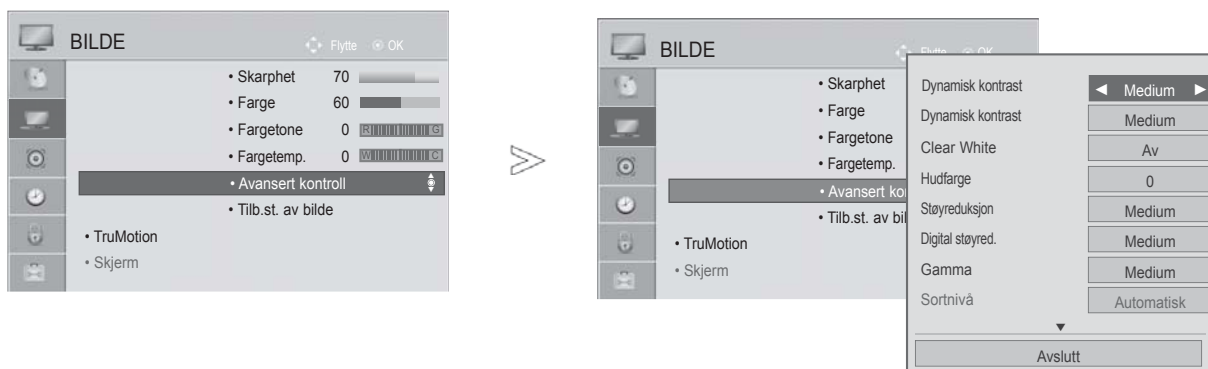 BILDE
Flytte OK
• Skarphet 70
• Farge 60
• Fargetone 0 R G
• Fargetemp. 0 W C
• Avansert kontroll
• Tilb.st. av bilde
• TruMotion
• Skjerm
BILDE
Flytte OK
• Skarphet
• Farge
• Fargetone
• Fargetemp.
• Avansert kon
• Tilb.st. av bil
• TruMotion
• Skjerm
Dynamisk kontrast ◄ Medium ►
Dynamisk kontrast Medium
Clear White Av
Hudfarge 0
Støyreduksjon Medium
Digital støyred. Medium
Gamma Medium
Sortnivå Automatisk
▼
Avslutt